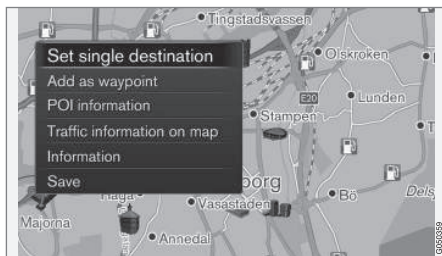 Tingstadsvassen
Set single destination
Olskroken
Add as waypoint
E20
Lunden
POI information
Stampen
Traffic information on map
Information
Save
borg
Bö
Vasastaden
Majorna
Annedal
G050359